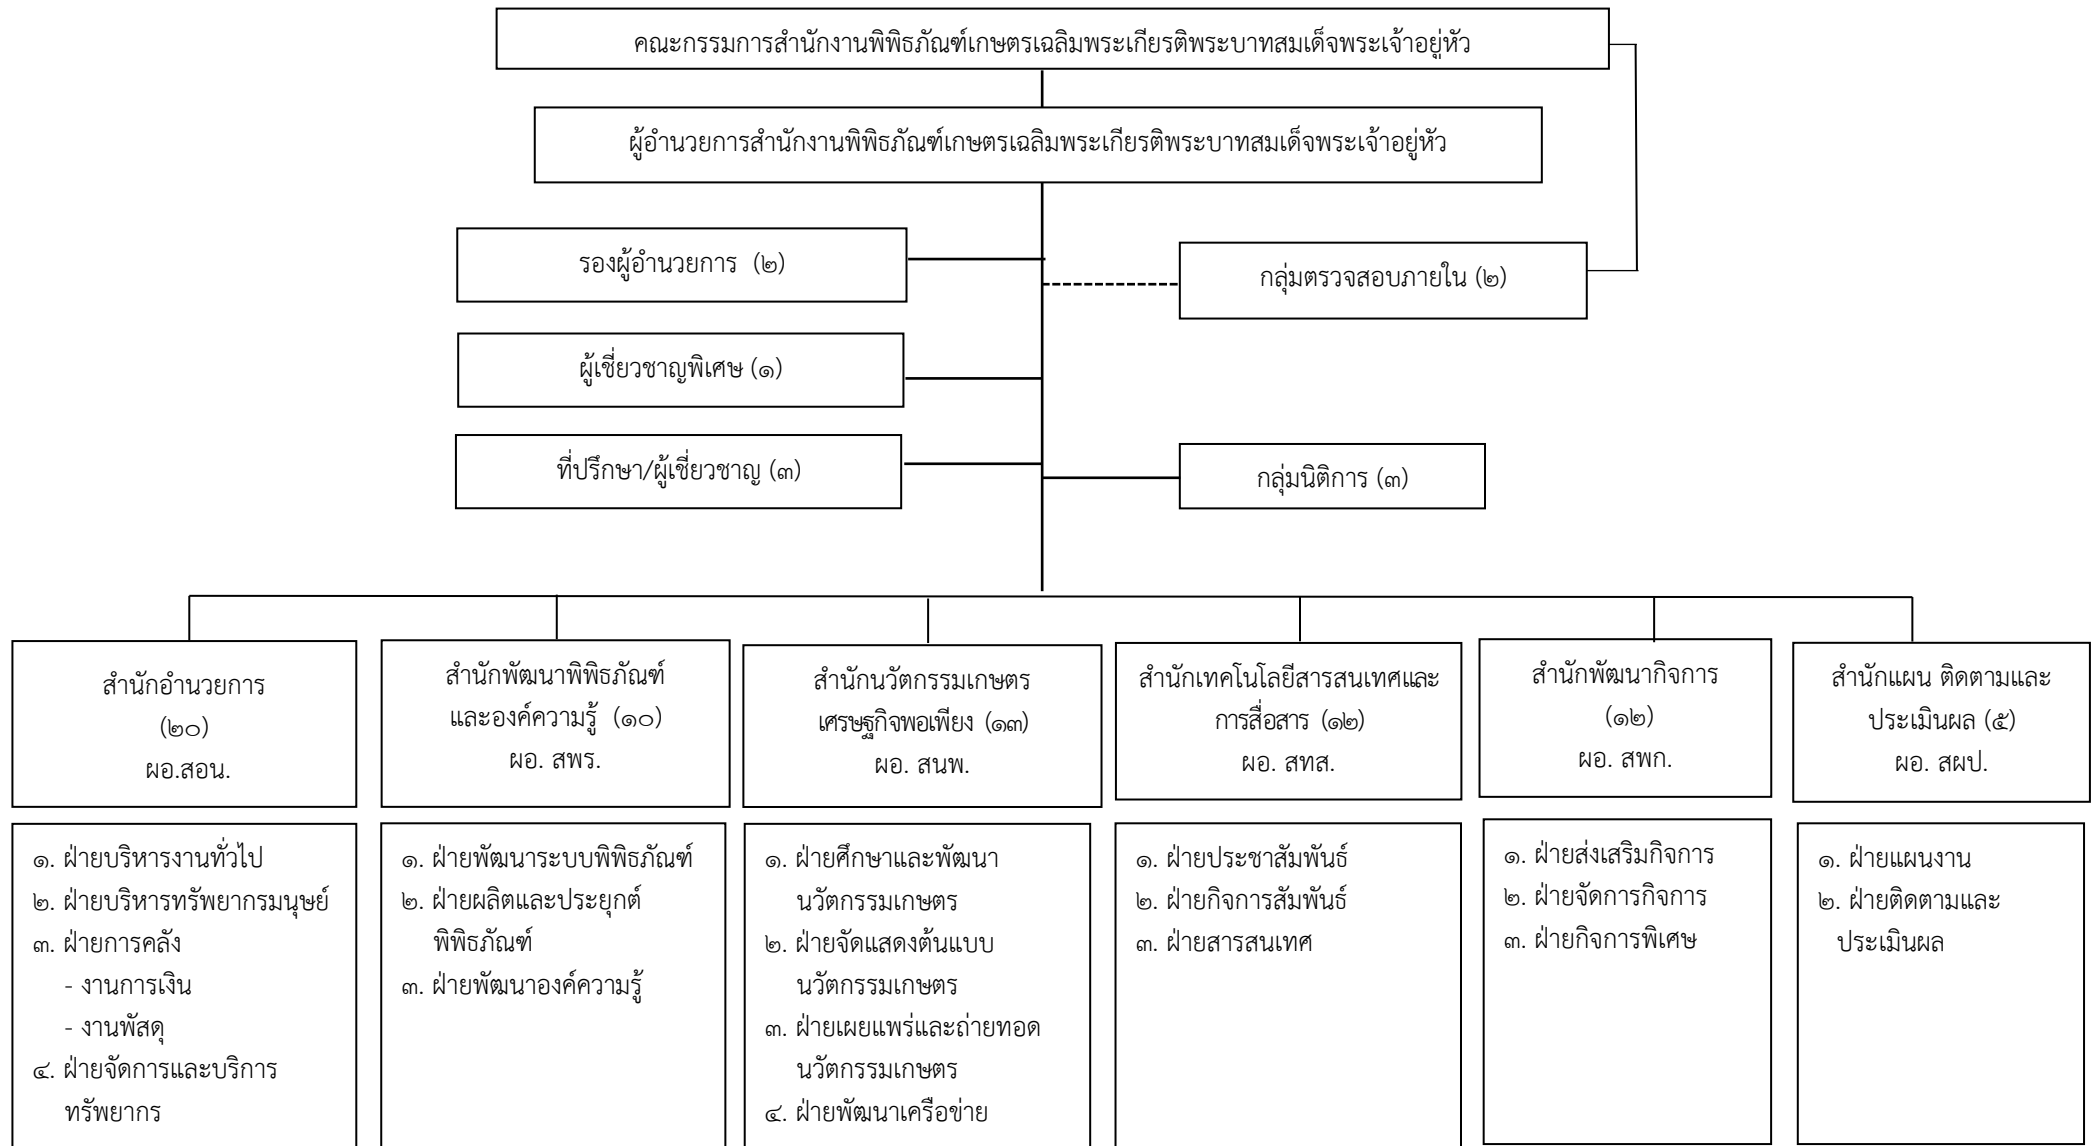 คณะกรรมการสำนักงานพิพิธภัณฑ์เกษตรเฉลิมพระเกียรติพระบาทสมเด็จพระเจ้าอยู่หัว
ผู้อำนวยการสำนักงานพิพิธภัณฑ์เกษตรเฉลิมพระเกียรติพระบาทสมเด็จพระเจ้าอยู่หัว
รองผู้อำนวยการ (๒)
กลุ่มตรวจสอบภายใน (๒)
ผู้เชี่ยวชาญพิเศษ (๑)
ที่ปรึกษา/ผู้เชี่ยวชาญ (๓)
กลุ่มนิติการ (๓)
สำนักอำนวยการ
(๒๐)
ผอ.สอน.
สำนักพัฒนาพิพิธภัณฑ์
และองค์ความรู้ (๑๐)
ผอ. สพร.
สำนักนวัตกรรมเกษตร
เศรษฐกิจพอเพียง (๑๓)
ผอ. สนพ.
สำนักเทคโนโลยีสารสนเทศและ
การสื่อสาร (๑๒)
ผอ. สทส.
สำนักพัฒนากิจการ
(๑๒)
ผอ. สพก.
สำนักแผน ติดตามและ
ประเมินผล (๕)
ผอ. สผป.
๑. ฝ่ายบริหารงานทั่วไป
๒. ฝ่ายบริหารทรัพยากรมนุษย์
๓. ฝ่ายการคลัง
- งานการเงิน
- งานพัสดุ
๔. ฝ่ายจัดการและบริการ
ทรัพยากร
๑. ฝ่ายพัฒนาระบบพิพิธภัณฑ์
๒. ฝ่ายผลิตและประยุกต์
พิพิธภัณฑ์
๓. ฝ่ายพัฒนาองค์ความรู้
๑. ฝ่ายศึกษาและพัฒนา
นวัตกรรมเกษตร
๒. ฝ่ายจัดแสดงต้นแบบ
นวัตกรรมเกษตร
๓. ฝ่ายเผยแพร่และถ่ายทอด
นวัตกรรมเกษตร
๔. ฝ่ายพัฒนาเครือข่าย
๑. ฝ่ายประชาสัมพันธ์
๒. ฝ่ายกิจการสัมพันธ์
๓. ฝ่ายสารสนเทศ
๑. ฝ่ายส่งเสริมกิจการ
๒. ฝ่ายจัดการกิจการ
๓. ฝ่ายกิจการพิเศษ
๑. ฝ่ายแผนงาน
๒. ฝ่ายติดตามและ
ประเมินผล